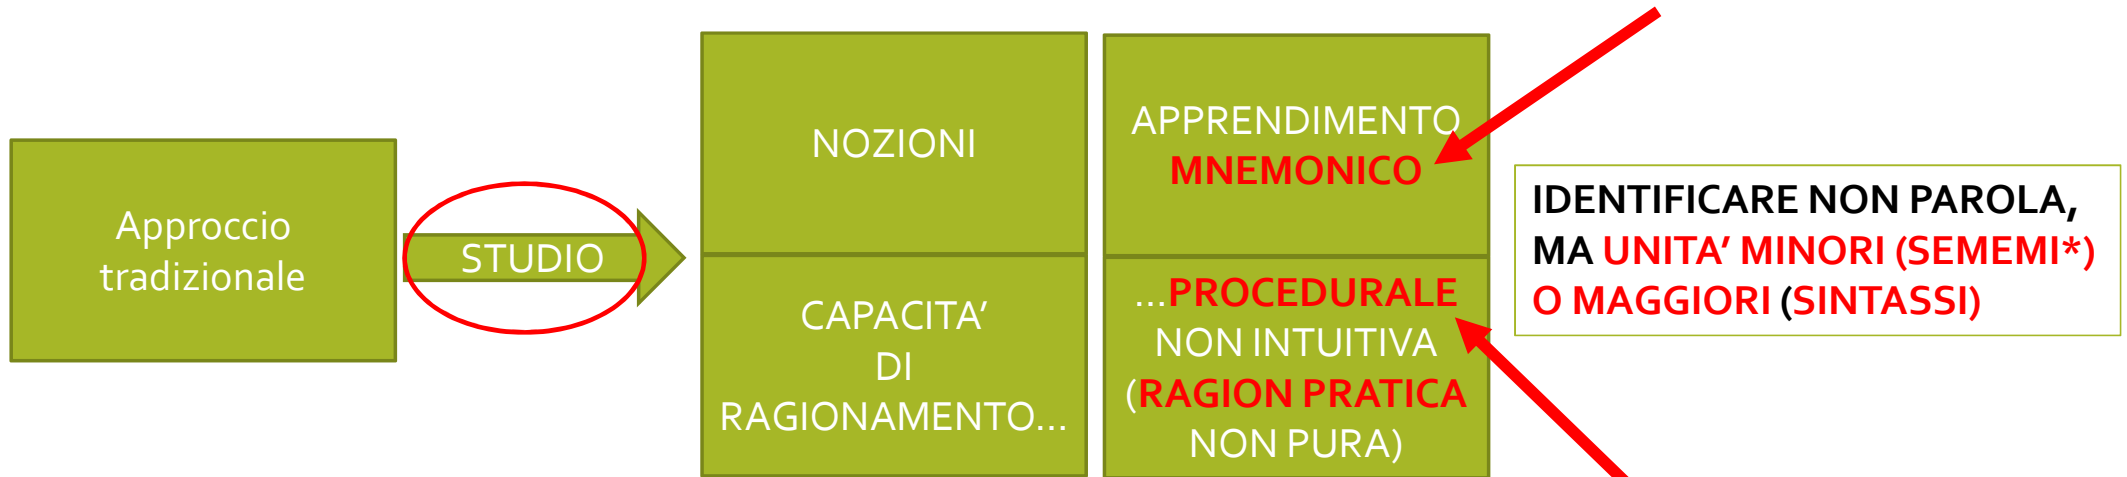 Approccio
tradizionale
STUDIO
NOZIONI
CAPACITA’
DI
RAGIONAMENTO...
APPRENDIMENTO
MNEMONICO
...PROCEDURALE
NON INTUITIVA
(RAGION PRATICA
NON PURA)
IDENTIFICARE NON PAROLA,
MA UNITA’ MINORI (SEMEMI*)
O MAGGIORI (SINTASSI)